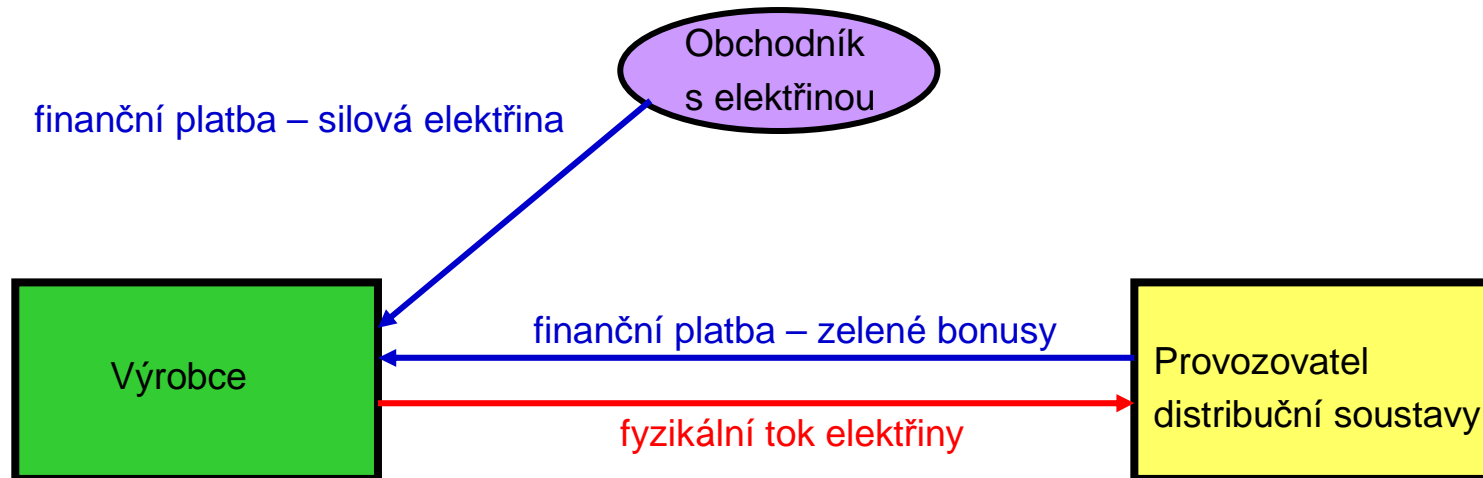 Obchodník
s elektřinou
finanční platba – silová elektřina
finanční platba – zelené bonusy
Výrobce
Provozovatel
distribuční soustavy
fyzikální tok elektřiny